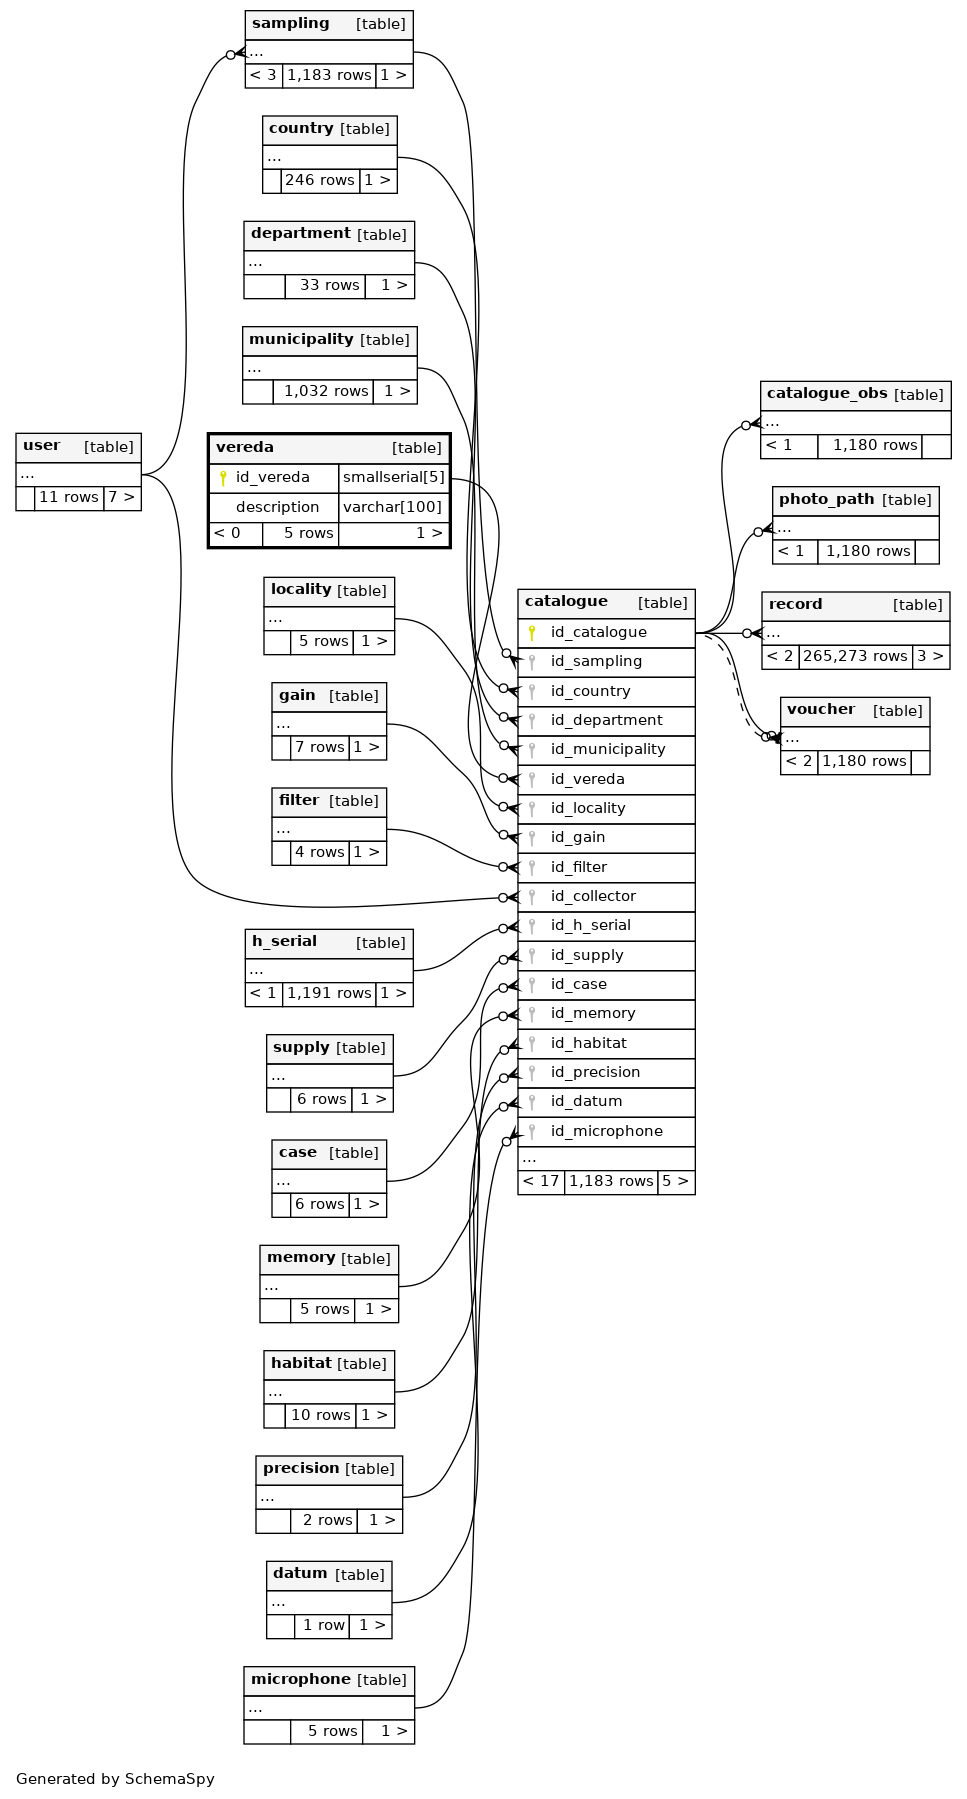 sampling [table]
...
< 3 1,183 rows 1 >
country [table]
...
246 rows 1 >
department [table]
...
33 rows 1 >
municipality [table]
...
1,032 rows 1 >
user [table]
...
11 rows 7 >
vereda [table]
id_vereda smallserial[5]
description varchar[100]
< 0 5 rows 1 >
locality [table]
...
5 rows 1 >
gain [table]
...
7 rows 1 >
filter [table]
...
4 rows 1 >
h_serial [table]
...
< 1 1,191 rows 1 >
supply [table]
...
6 rows 1 >
case [table]
...
6 rows 1 >
memory [table]
...
5 rows 1 >
habitat [table]
...
10 rows 1 >
precision [table]
...
2 rows 1 >
datum [table]
...
1 row 1 >
microphone [table]
...
5 rows 1 >
catalogue [table]
id_catalogue
id_sampling
id_country
id_department
id_municipality
id_vereda
id_locality
id_gain
id_filter
id_collector
id_h_serial
id_supply
id_case
id_memory
id_habitat
id_precision
id_datum
id_microphone
...
< 17 1,183 rows 5 >
catalogue_obs [table]
...
< 1 1,180 rows
photo_path [table]
...
< 1 1,180 rows
record [table]
...
< 2 265,273 rows 3 >
voucher [table]
...
< 2 1,180 rows
Generated by SchemaSpy